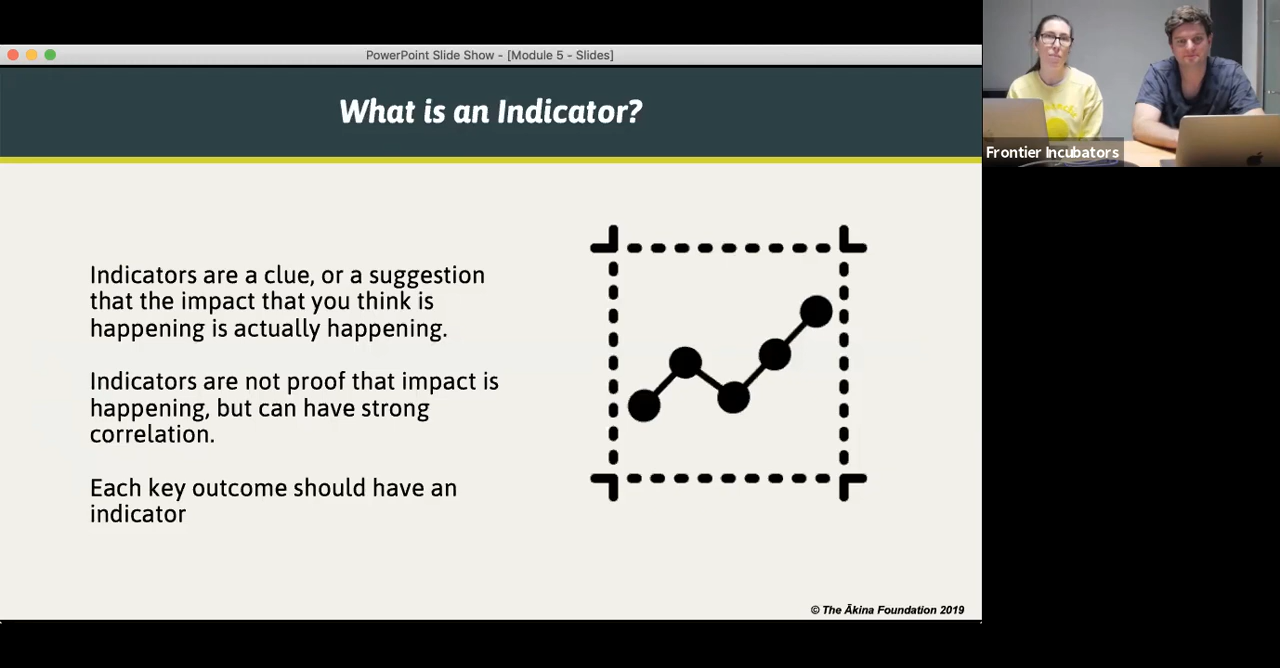 PowerPoint Slide Show - [Module 5 - Slides]
What is an Indicator?
Indicators are a clue, or a suggestion
that the impact that you think is
happening is actually happening.
Indicators are not proof that impact is
happening, but can have strong
correlation.
Each key outcome should have an
indicator
© The Ākina Foundation 2019
Frontier Incubators